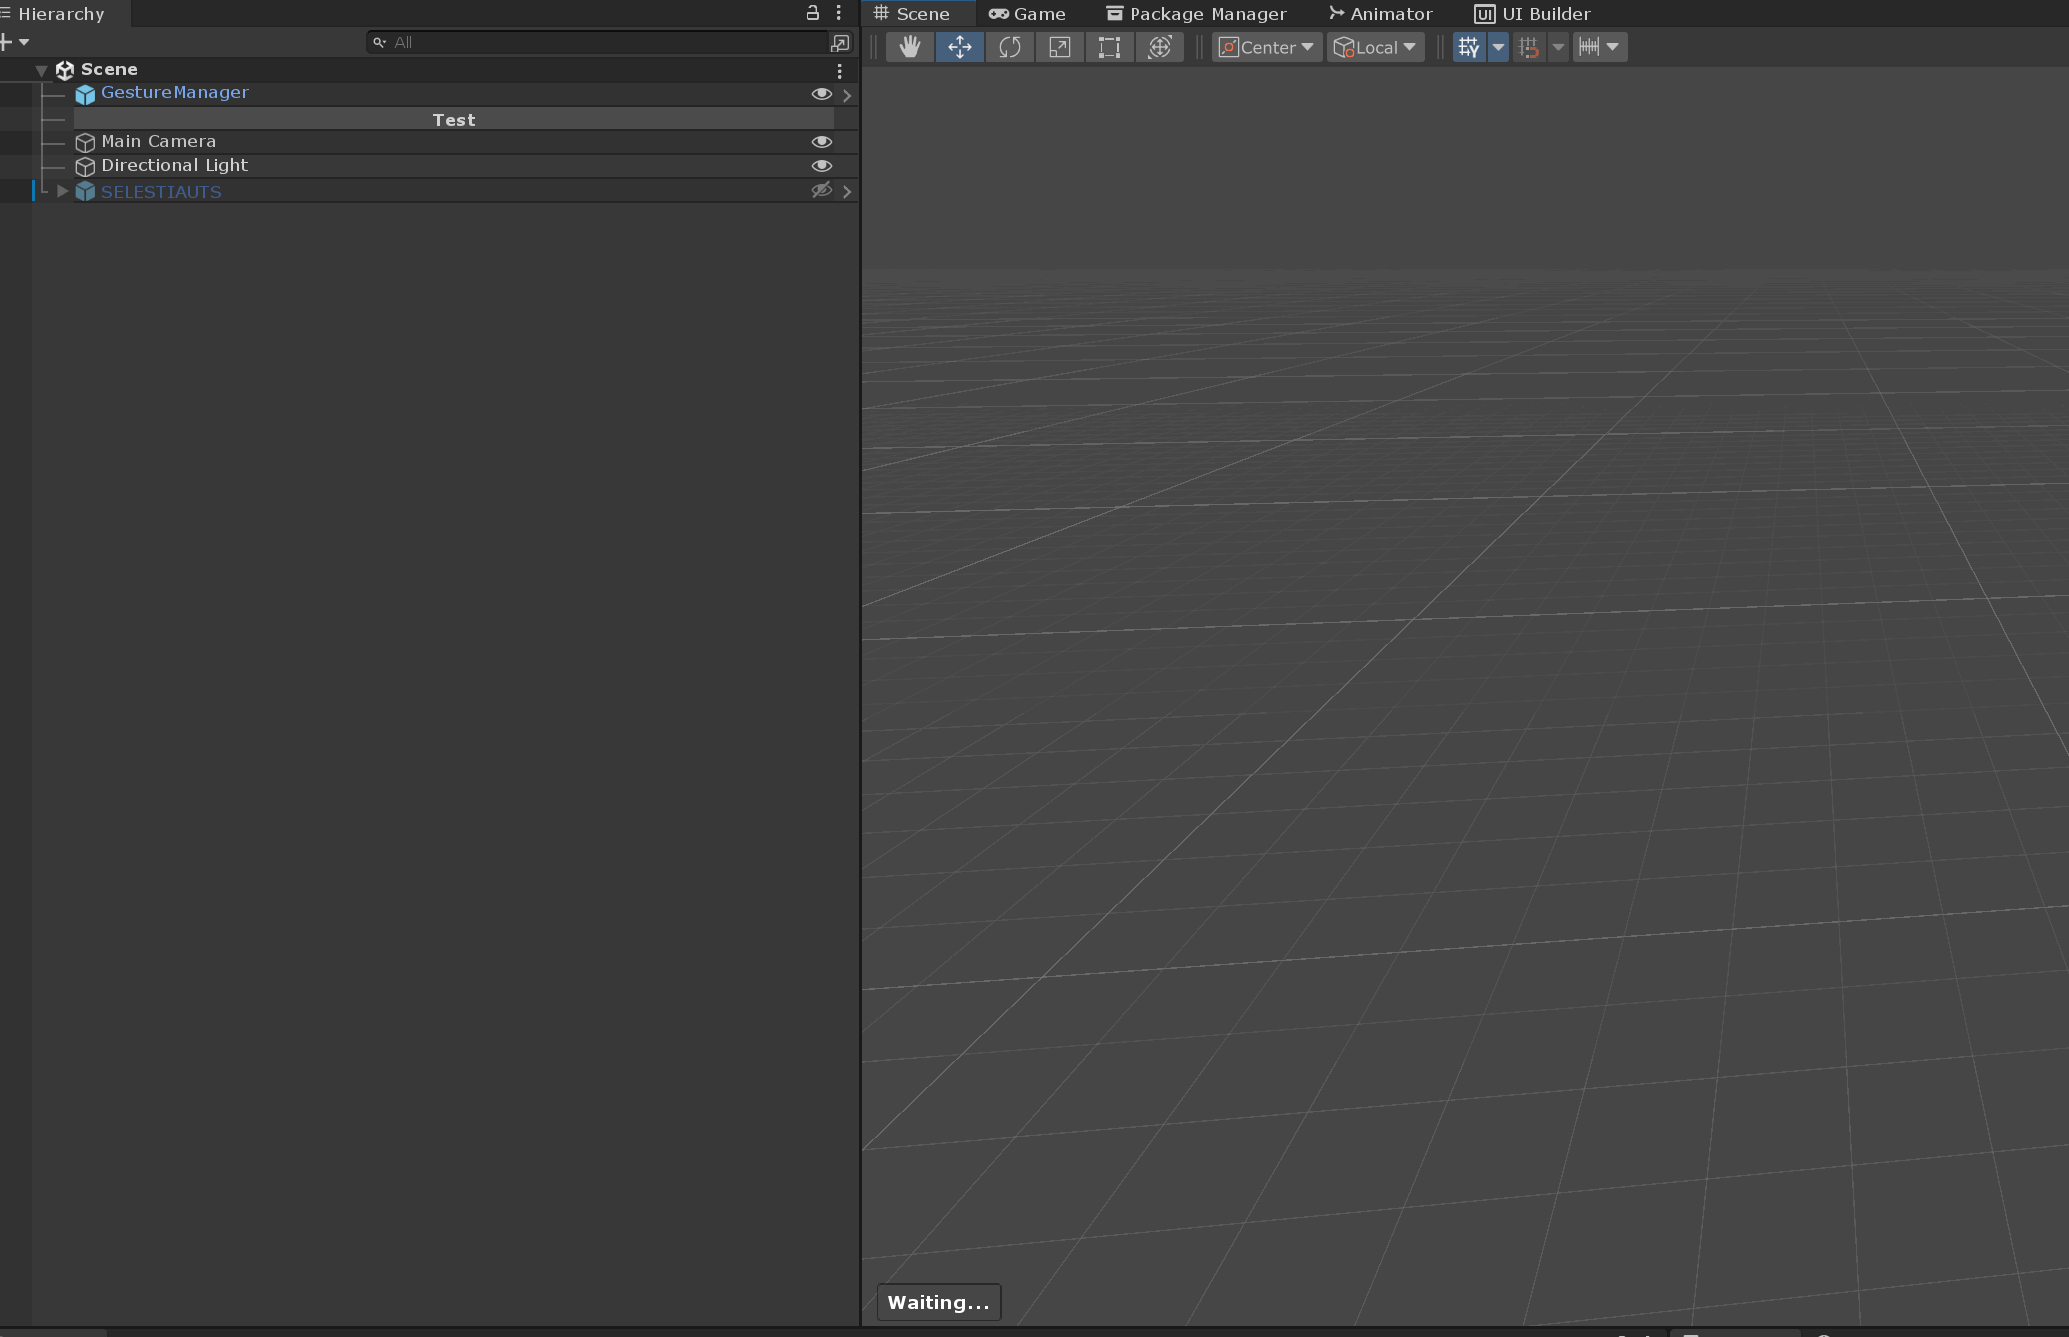 Hierarchy
All
Scene
GestureManager
Test
Main Camera
Directional Light
SELESTIAUTS
Scene
Game
Package Manager
Animator
UI
UI Builder
Center
Local
Y
Waiting...